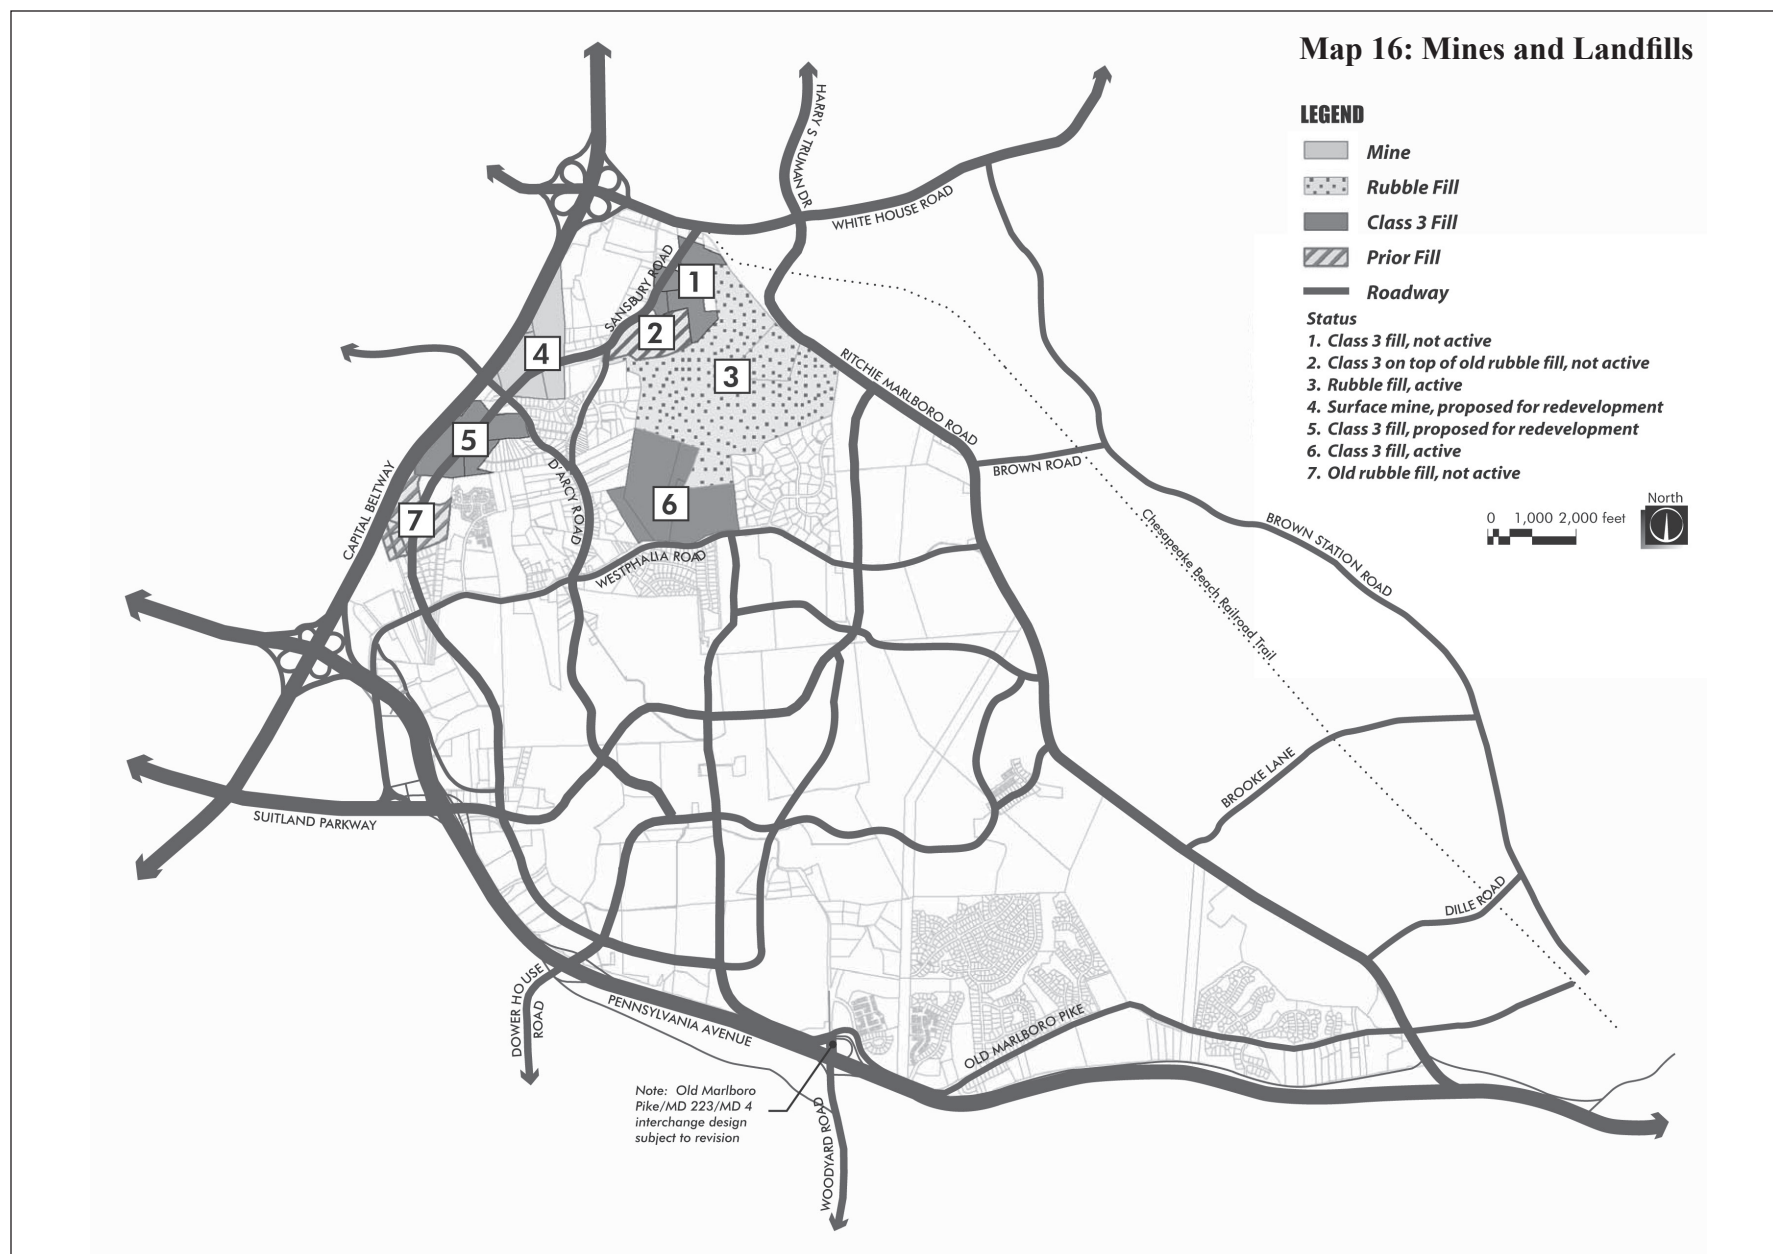 Map 16: Mines and Landfills
LEGEND
Mine
Rubble Fill
Class 3 Fill
Prior Fill
Roadway
Status
1. Class 3 fill, not active
2. Class 3 on top of old rubble fill, not active
3. Rubble fill, active
4. Surface mine, proposed for redevelopment
5. Class 3 fill, proposed for redevelopment
6. Class 3 fill, active
7. Old rubble fill, not active
0 1,000 2,000 feet
North
HARRY S TRUMAN DR
WHITE HOUSE ROAD
SANSBURY ROAD
1
2
3
4
5
6
7
RITCHIE MARLBORO ROAD
BROWN ROAD
D'ARCY ROAD
CAPITAL BELTWAY
WESTPHALIA ROAD
Chesapeake Beach Railroad Trail
BROWN STATION ROAD
BROOKE LANE
SUITLAND PARKWAY
DILLE ROAD
DOWER HOUSE
ROAD
PENNSYLVANIA AVENUE
OLD MARLBORO PIKE
Note: Old Marlboro
Pike/MD 223/MD 4
interchange design
subject to revision
WOODYARD ROAD